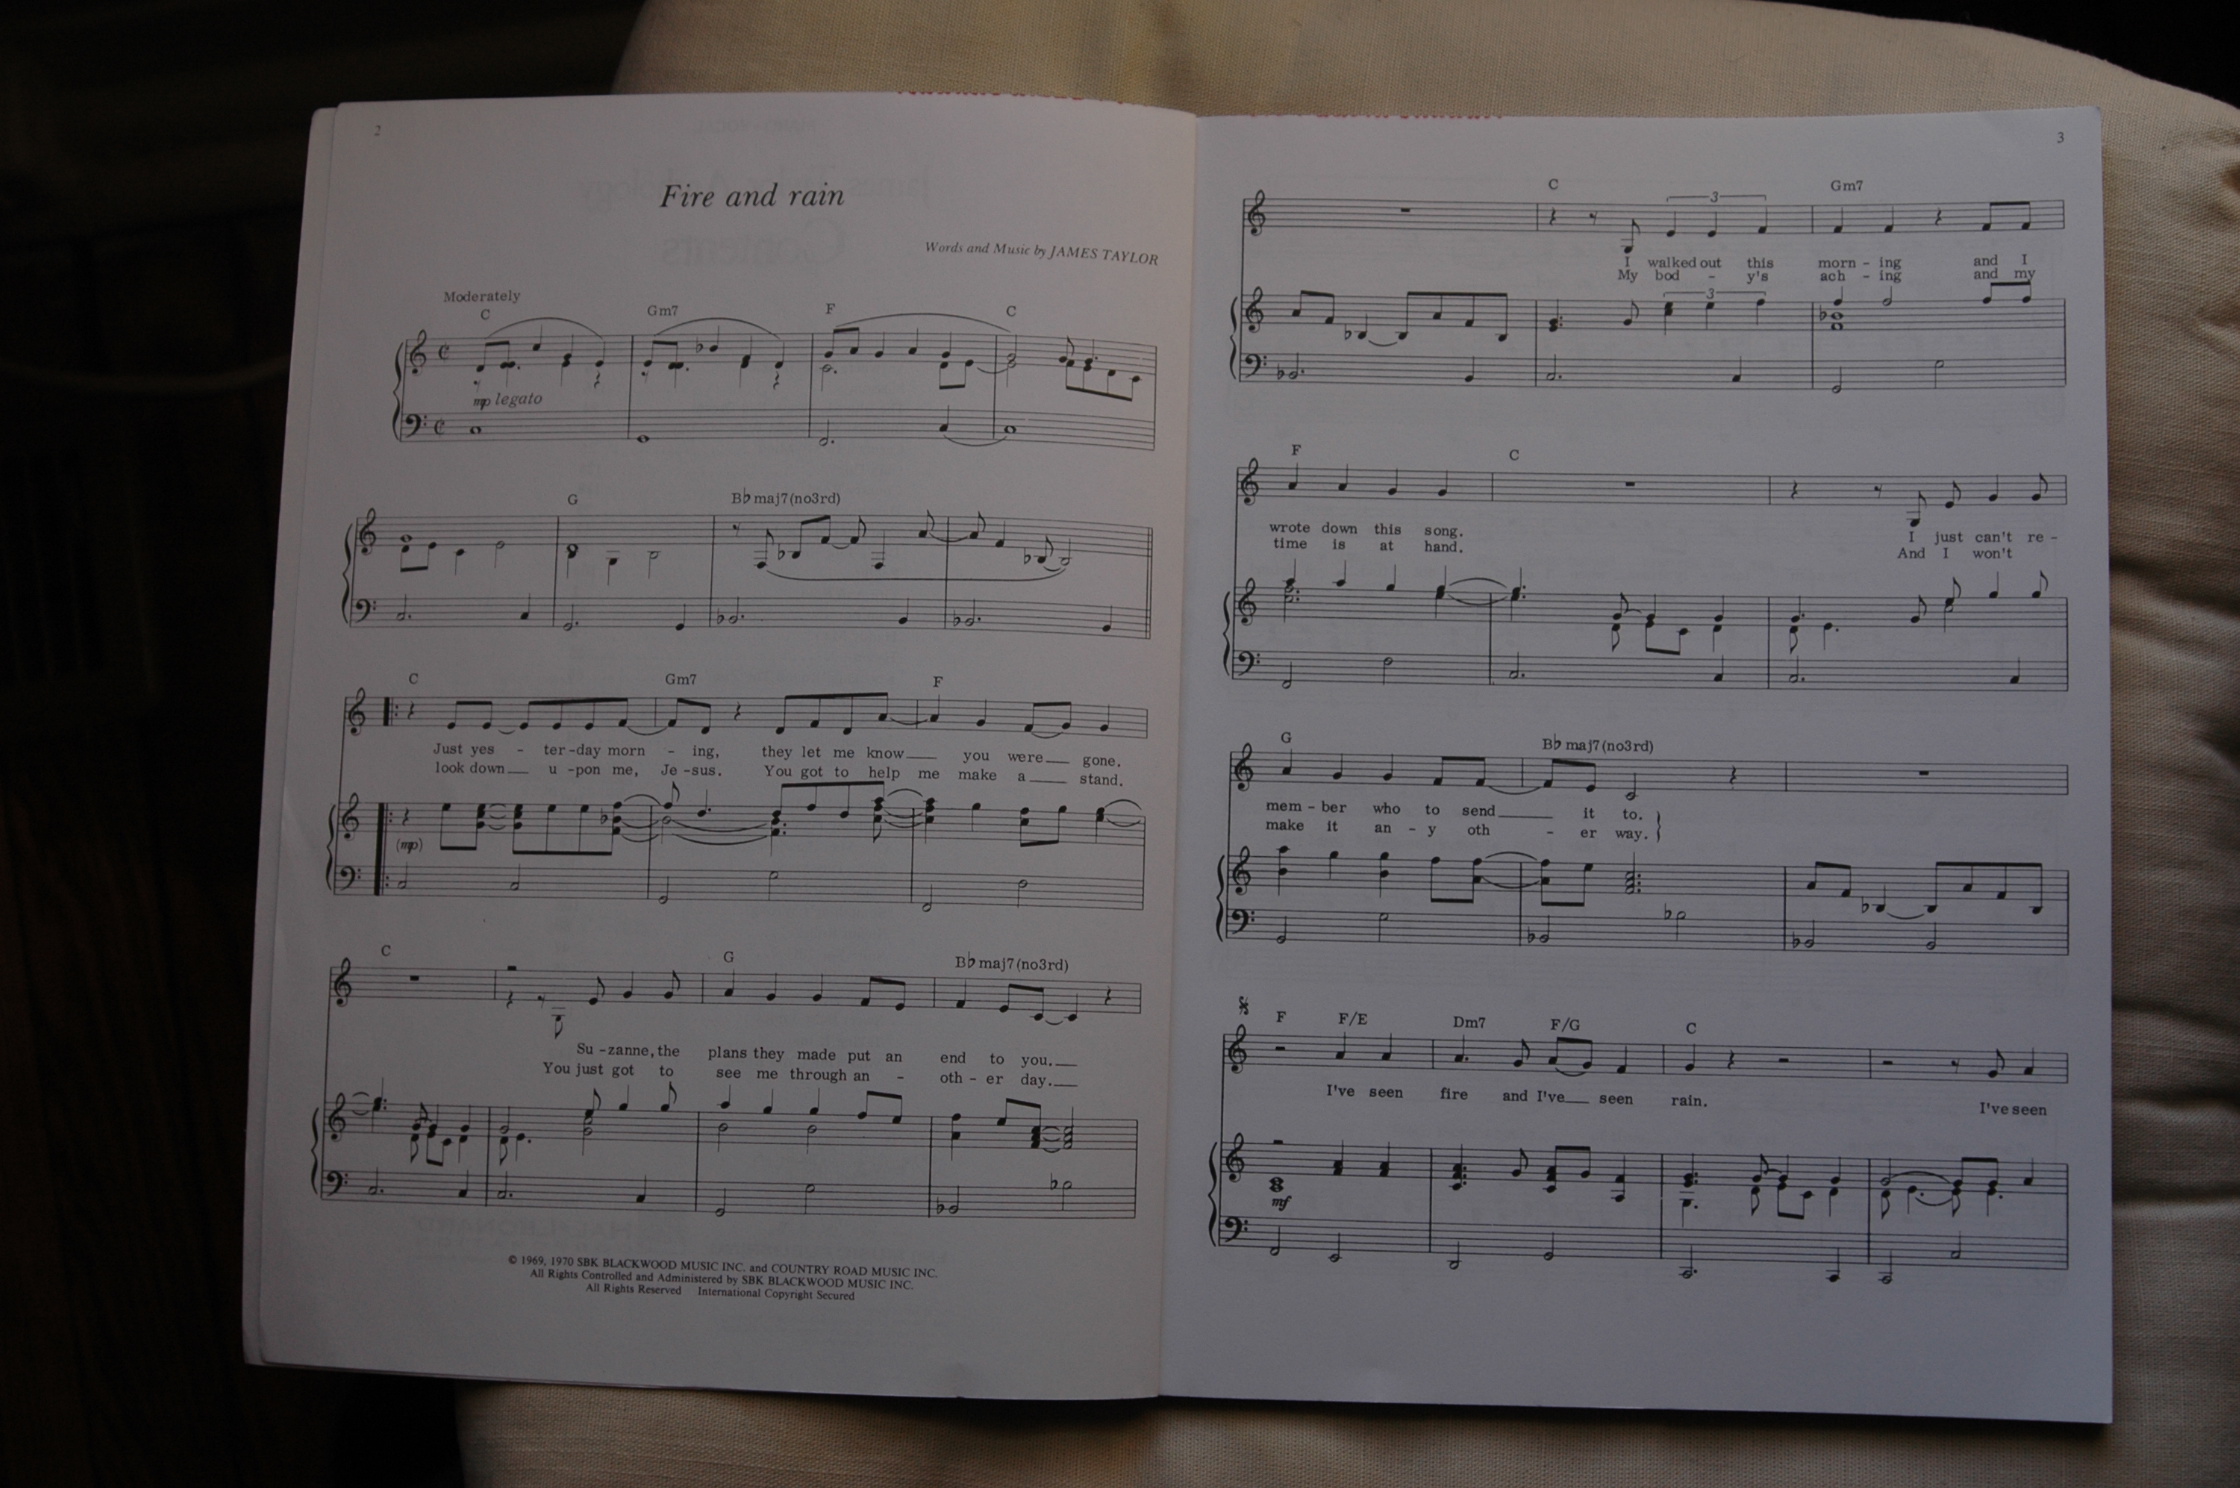 2
Fire and rain
Words and Music by JAMES TAYLOR
Moderately
C Gm7 F C
mp legato
G B♭maj7(no3rd)
C Gm7 F
Just yes - ter - day morn - ing, they let me know you were gone.
look down u - pon me, Je - sus. You got to help me make a stand.
(mp)
C G B♭maj7(no3rd)
Su - zanne, the plans they made put an end to you.
You just got to see me through an - oth - er day.
© 1969, 1970 SBK BLACKWOOD MUSIC INC. and COUNTRY ROAD MUSIC INC.
All Rights Controlled and Administered by SBK BLACKWOOD MUSIC INC.
All Rights Reserved International Copyright Secured
3
C Gm7
3
I walked out this morn - ing and I
My bod - y's ach - ing and my
3
F C
wrote down this song. I just can't re -
time is at hand. And I won't
G B♭maj7(no3rd)
mem - ber who to send it to. }
make it an - y oth - er way. }
F F/E Dm7 F/G C
I've seen fire and I've seen rain. I've seen
mf